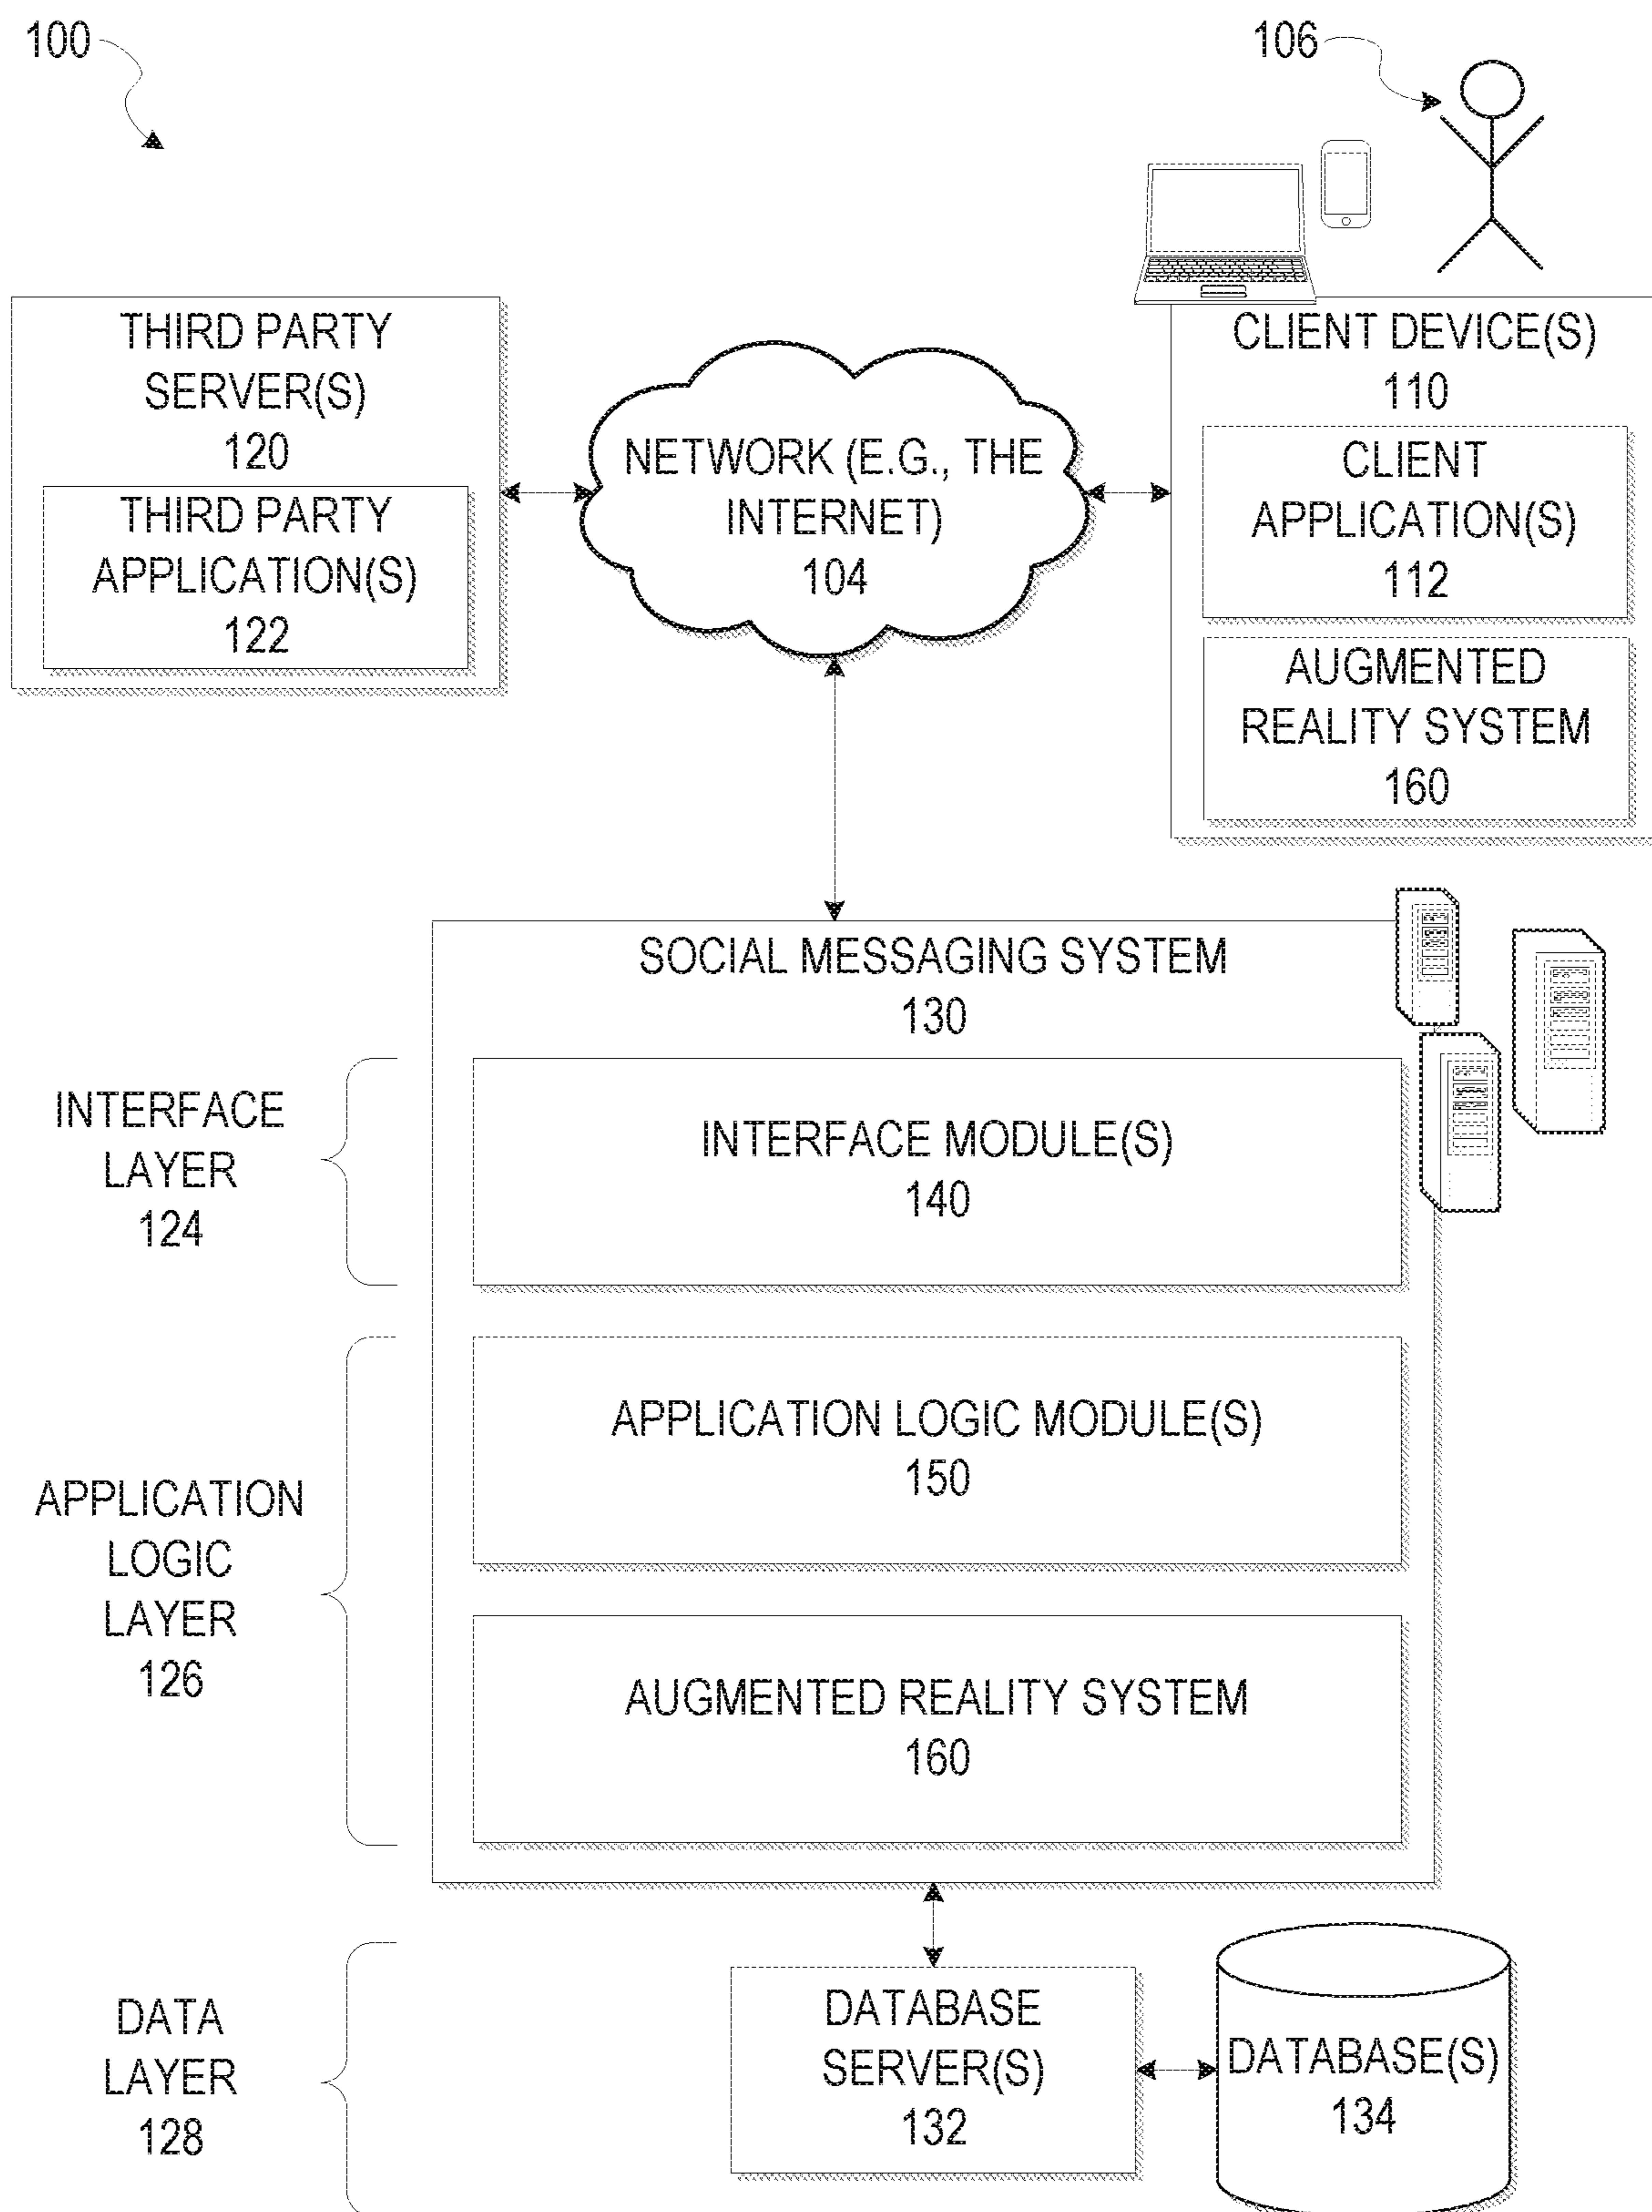 100
106
THIRD PARTY
SERVER(S)
120
THIRD PARTY
APPLICATION(S)
122
NETWORK (E.G., THE
INTERNET)
104
CLIENT DEVICE(S)
110
CLIENT
APPLICATION(S)
112
AUGMENTED
REALITY SYSTEM
160
SOCIAL MESSAGING SYSTEM
130
INTERFACE
LAYER
124
INTERFACE MODULE(S)
140
APPLICATION
LOGIC
LAYER
126
APPLICATION LOGIC MODULE(S)
150
AUGMENTED REALITY SYSTEM
160
DATA
LAYER
128
DATABASE
SERVER(S)
132
DATABASE(S)
134